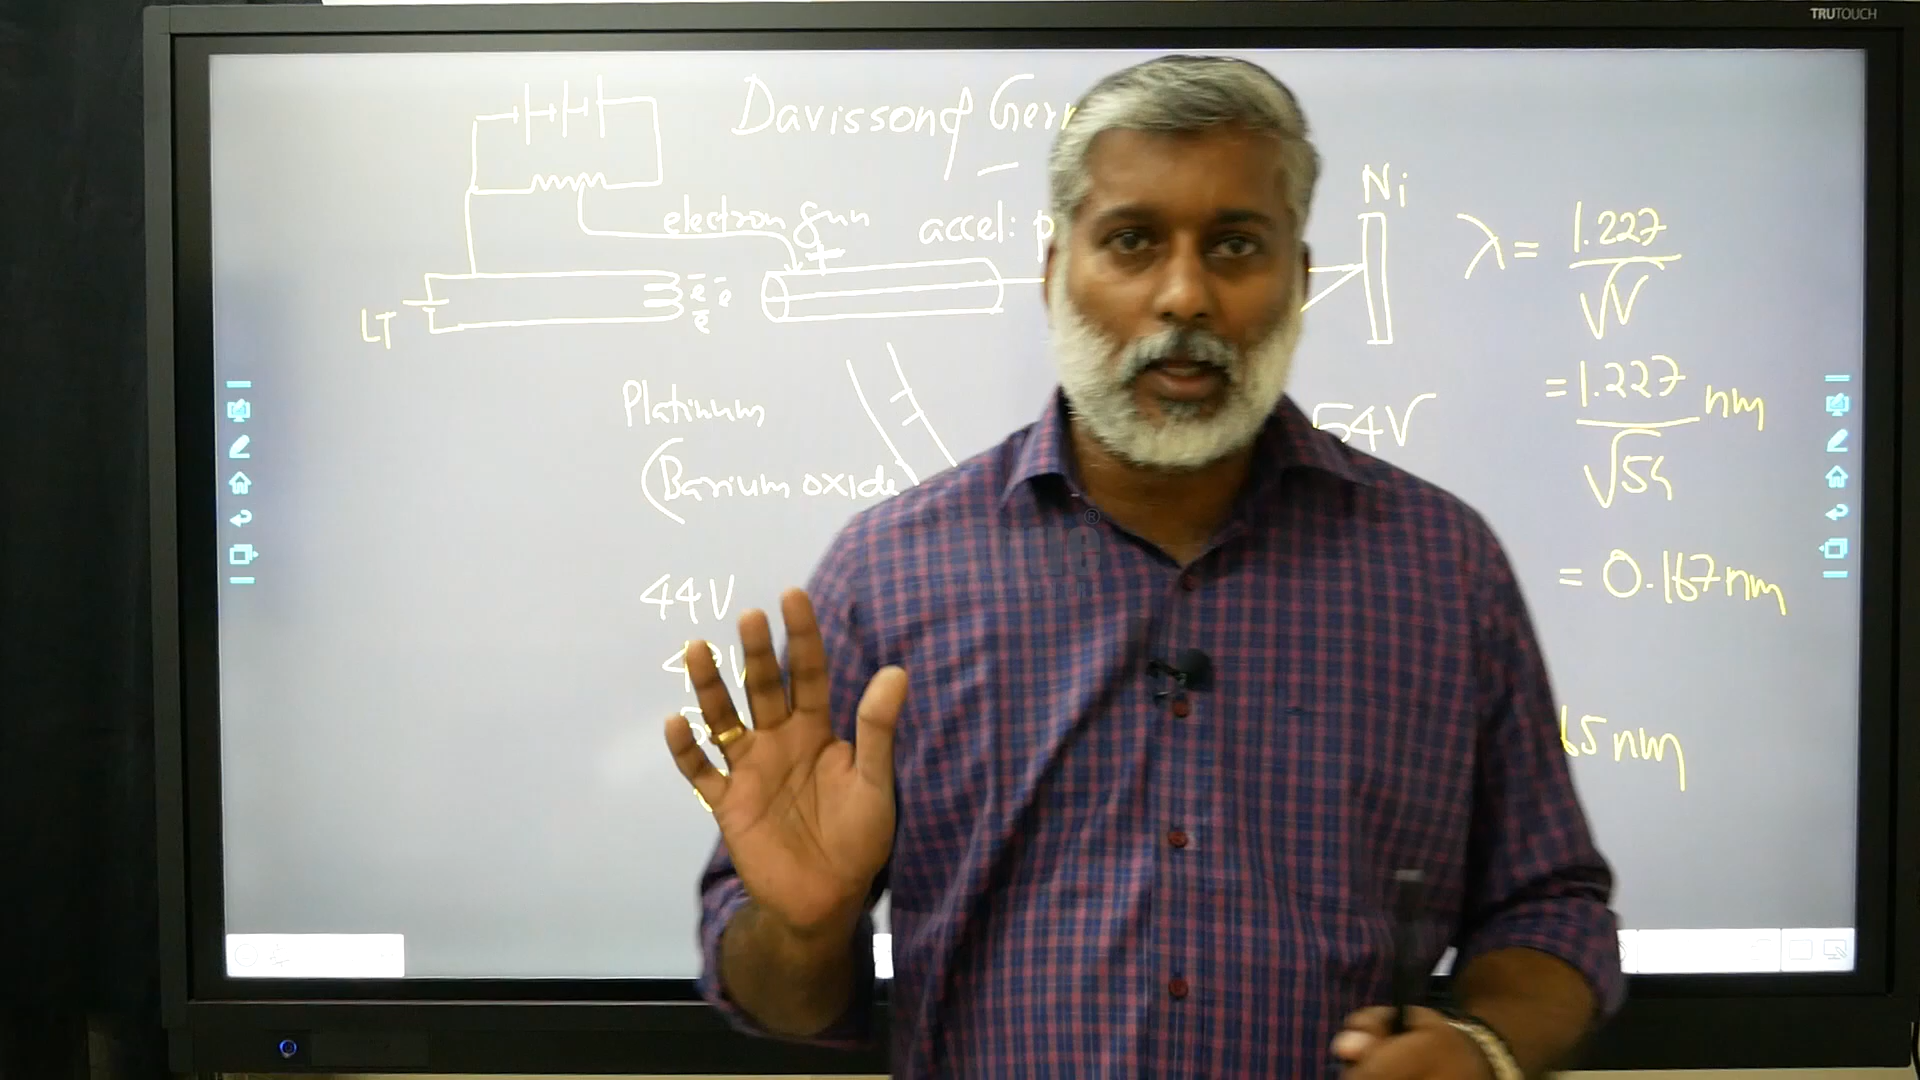 TRUTOUCH
Davisson & Ger
Ni
electron gun
accel: p
+
LT
e e
e
λ = 1.227
√V
Platinum
(Barium oxide
54V
= 1.227 nm
√54
44V
= 0.167 nm
65 nm